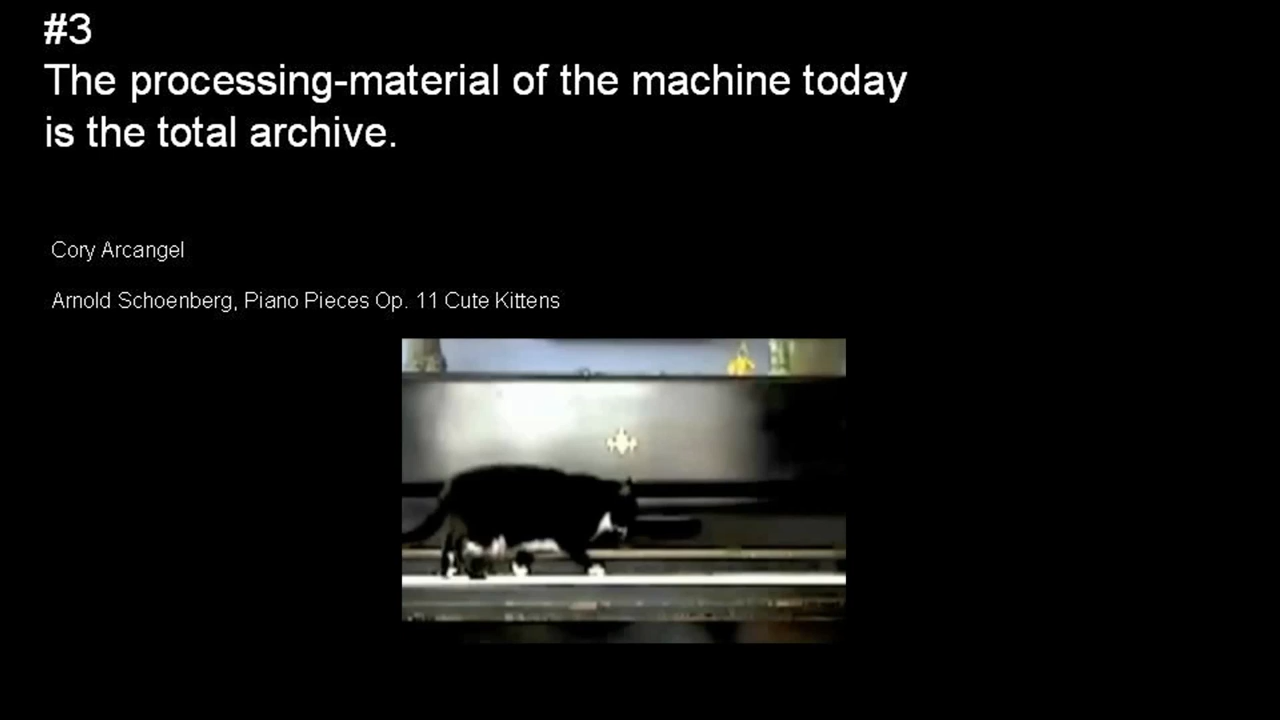 #3
The processing-material of the machine today
is the total archive.
Cory Arcangel
Arnold Schoenberg, Piano Pieces Op. 11 Cute Kittens